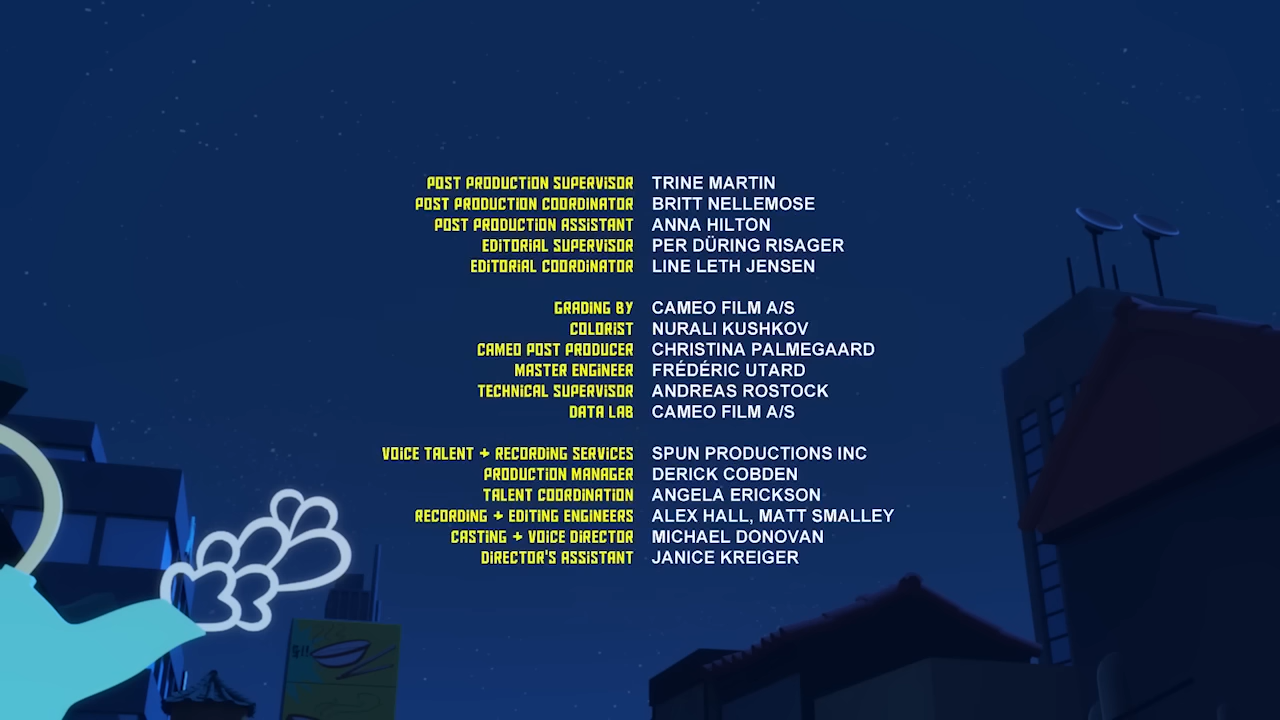 POST PRODUCTION SUPERVISOR TRINE MARTIN
POST PRODUCTION COORDINATOR BRITT NELLEMOSE
POST PRODUCTION ASSISTANT ANNA HILTON
EDITORIAL SUPERVISOR PER DÜRING RISAGER
EDITORIAL COORDINATOR LINE LETH JENSEN
GRADING BY CAMEO FILM A/S
COLORIST NURALI KUSHKOV
CAMEO POST PRODUCER CHRISTINA PALMEGAARD
MASTER ENGINEER FRÉDÉRIC UTARD
TECHNICAL SUPERVISOR ANDREAS ROSTOCK
DATA LAB CAMEO FILM A/S
VOICE TALENT + RECORDING SERVICES SPUN PRODUCTIONS INC
PRODUCTION MANAGER DERICK COBDEN
TALENT COORDINATION ANGELA ERICKSON
RECORDING + EDITING ENGINEERS ALEX HALL, MATT SMALLEY
CASTING + VOICE DIRECTOR MICHAEL DONOVAN
DIRECTOR'S ASSISTANT JANICE KREIGER